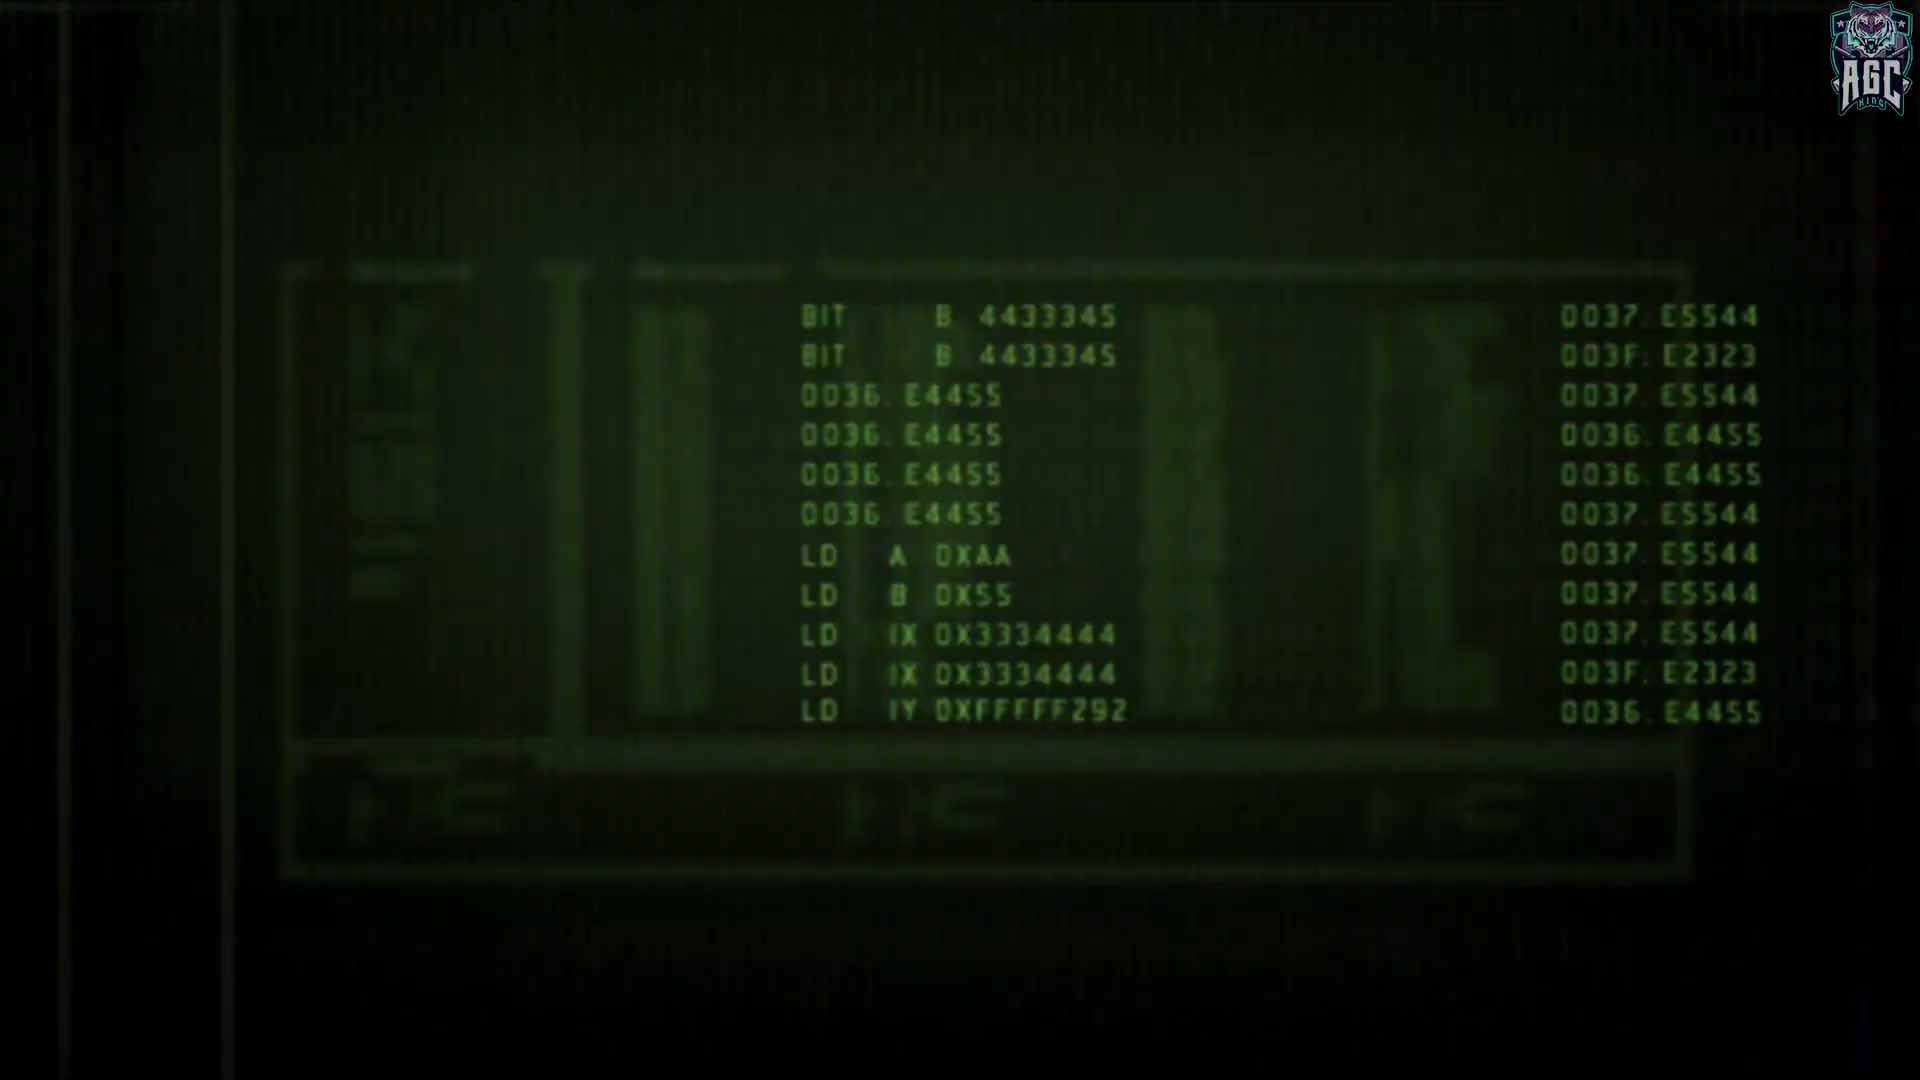 AGC
KING
BIT B 4433345 0037. E5544
BIT B 4433345 003F. E2323
0036. E4455 0037. E5544
0036. E4455 0036. E4455
0036. E4455 0036. E4455
0036. E4455 0037. E5544
LD A 0XAA 0037. E5544
LD B 0X55 0037. E5544
LD IX 0X3334444 0037. E5544
LD IX 0X3334444 003F. E2323
LD IY 0XFFFFF292 0036. E4455